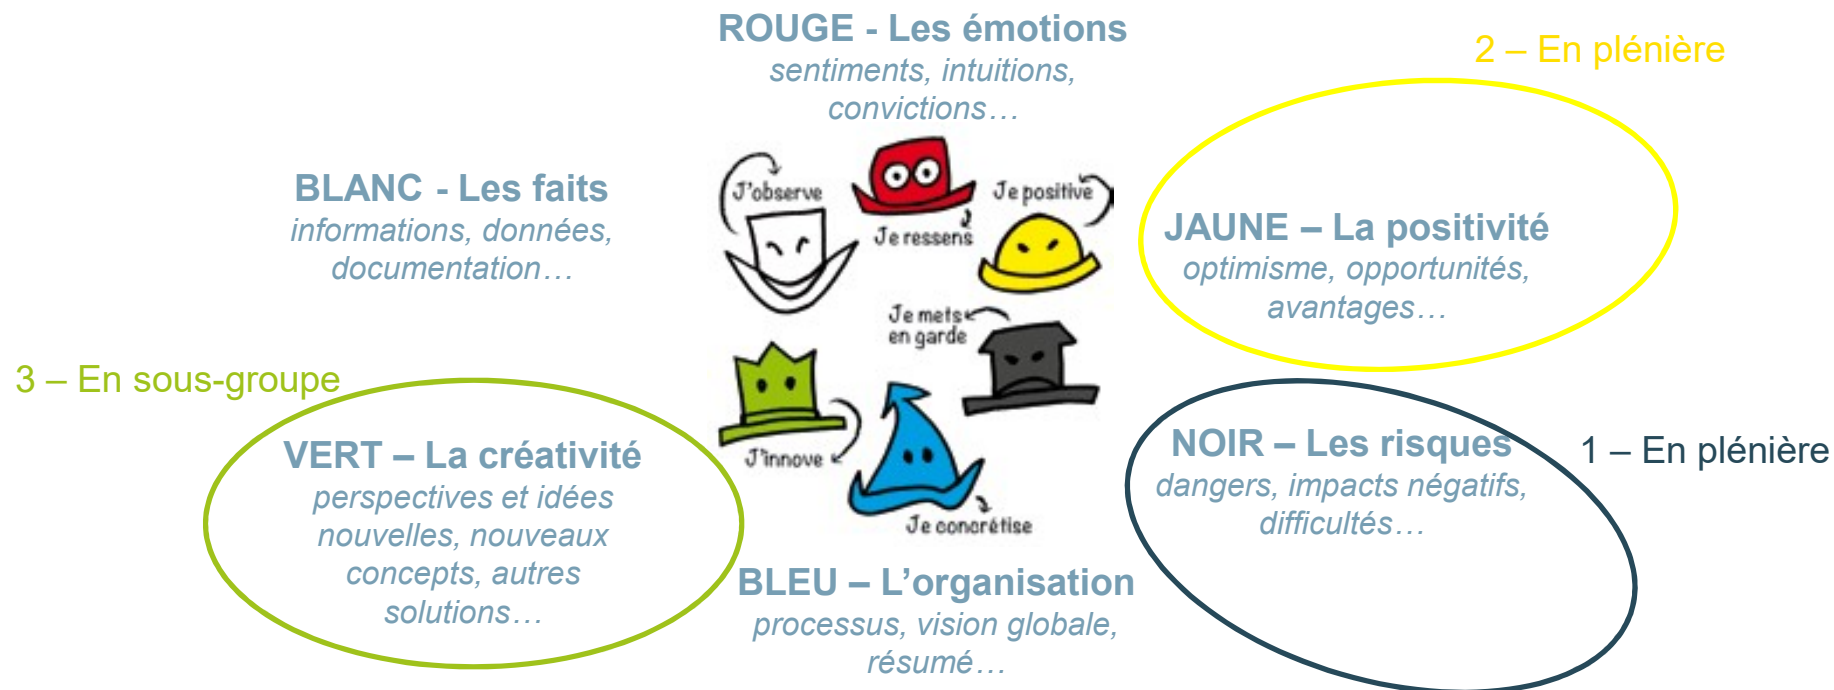 ROUGE - Les émotions
sentiments, intuitions,
convictions…
2 – En plénière
BLANC - Les faits
informations, données,
documentation…
J'observe
Je ressens
Je positive
JAUNE – La positivité
optimisme, opportunités,
avantages…
Je mets
en garde
3 – En sous-groupe
VERT – La créativité
perspectives et idées
nouvelles, nouveaux
concepts, autres
solutions…
J'innove
Je concrétise
NOIR – Les risques
dangers, impacts négatifs,
difficultés…
1 – En plénière
BLEU – L’organisation
processus, vision globale,
résumé…